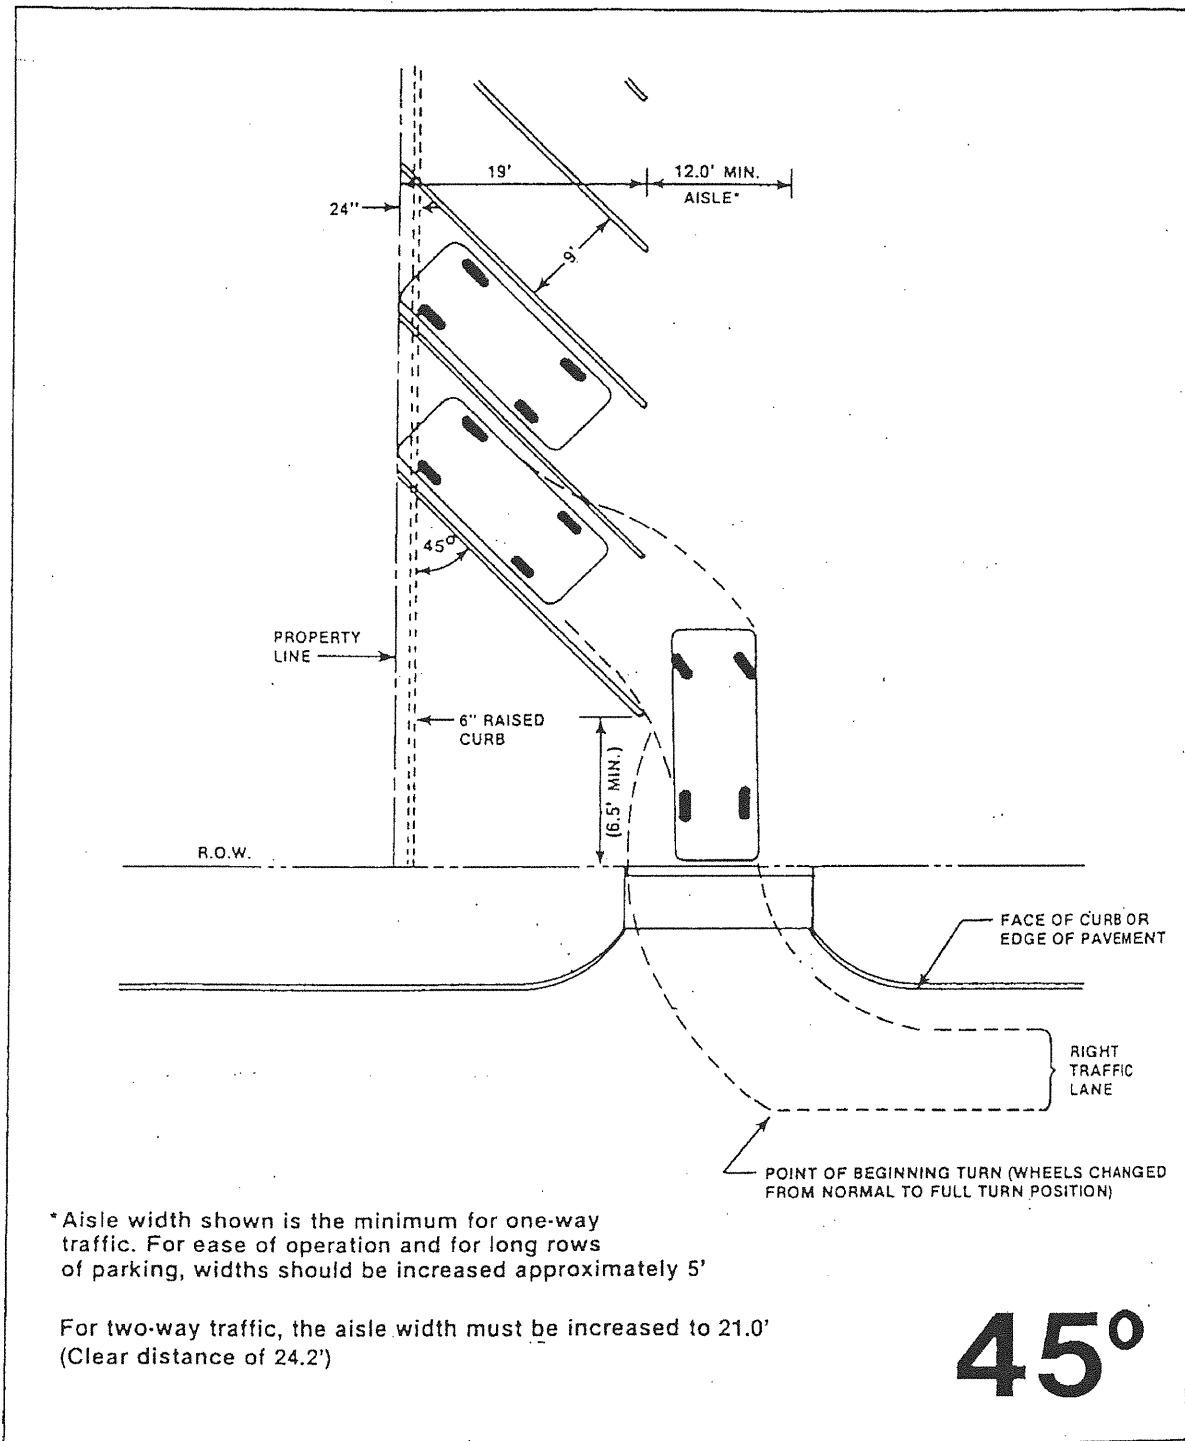 19'
12.0' MIN.
AISLE*
24"
9'
45°
PROPERTY
LINE
6" RAISED
CURB
(6.5' MIN.)
R.O.W.
FACE OF CURB OR
EDGE OF PAVEMENT
RIGHT
TRAFFIC
LANE
POINT OF BEGINNING TURN (WHEELS CHANGED
FROM NORMAL TO FULL TURN POSITION)
*Aisle width shown is the minimum for one-way
traffic. For ease of operation and for long rows
of parking, widths should be increased approximately 5'
For two-way traffic, the aisle width must be increased to 21.0'
(Clear distance of 24.2')
45°